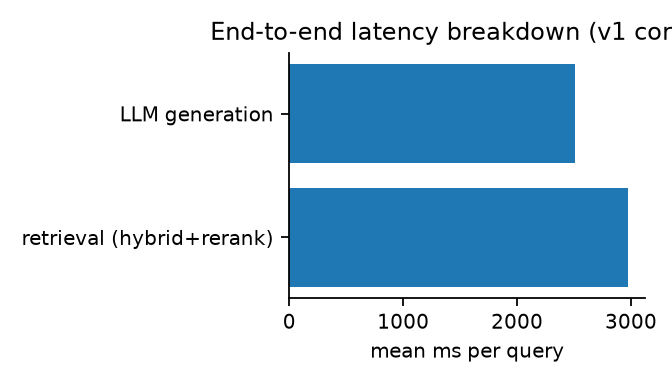 End-to-end latency breakdown (v1 con
LLM generation
retrieval (hybrid+rerank)
0 1000 2000 3000
mean ms per query